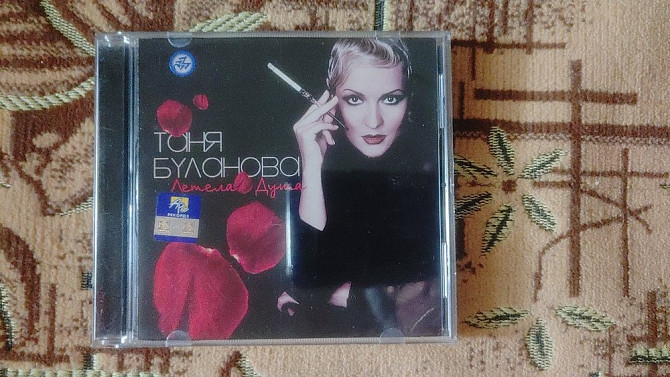 Таня
Буланова
Летела Душа